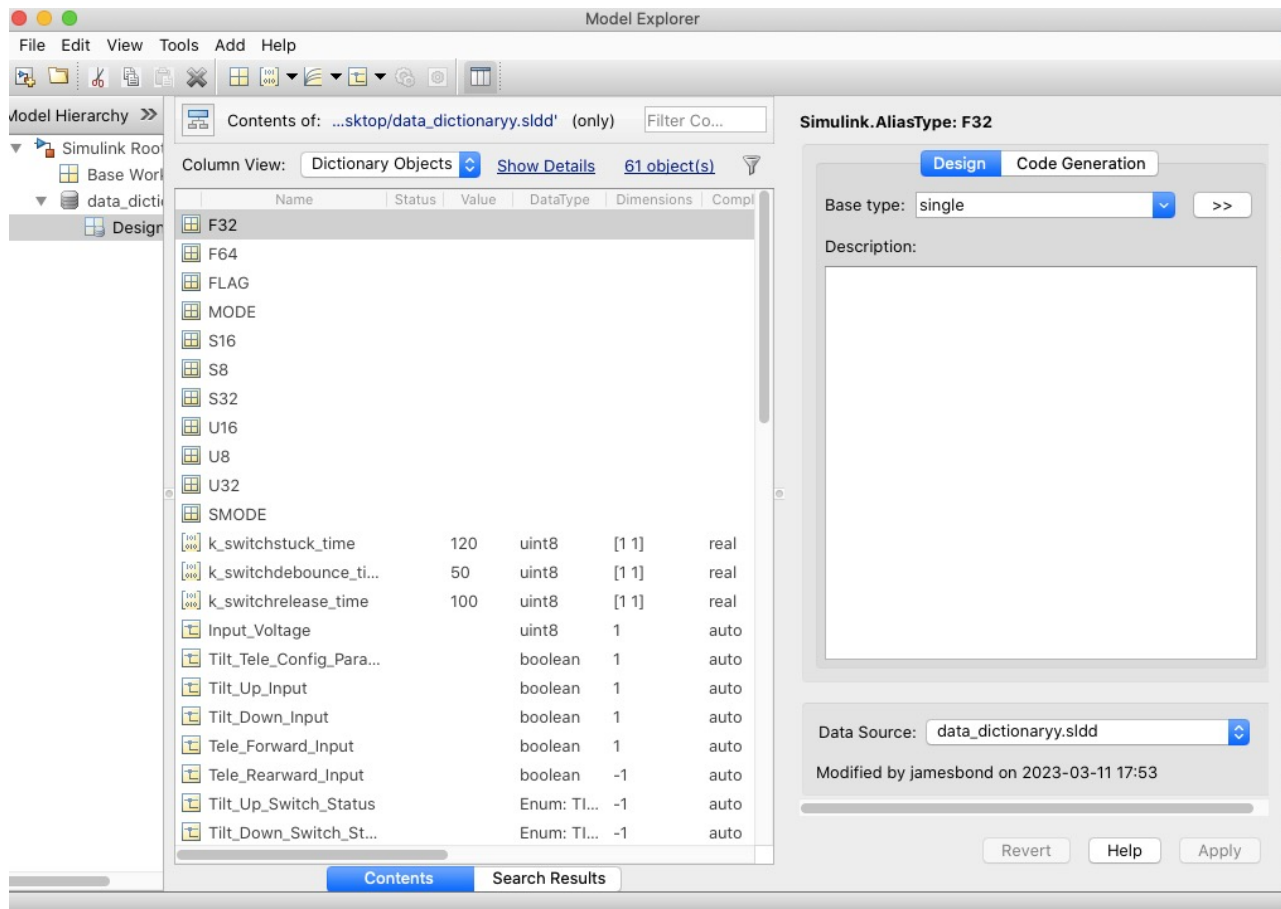 Model Explorer
File Edit View Tools Add Help
Model Hierarchy
Contents of: ...sktop/data_dictionaryy.sldd' (only) Filter Co...
Simulink Root
Base Work
data_dictio
Design
Column View: Dictionary Objects Show Details 61 object(s)
Name Status Value DataType Dimensions Compl
F32
F64
FLAG
MODE
S16
S8
S32
U16
U8
U32
SMODE
k_switchstuck_time 120 uint8 [1 1] real
k_switchdebounce_ti... 50 uint8 [1 1] real
k_switchrelease_time 100 uint8 [1 1] real
Input_Voltage uint8 1 auto
Tilt_Tele_Config_Para... boolean 1 auto
Tilt_Up_Input boolean 1 auto
Tilt_Down_Input boolean 1 auto
Tele_Forward_Input boolean 1 auto
Tele_Rearward_Input boolean -1 auto
Tilt_Up_Switch_Status Enum: TI... -1 auto
Tilt_Down_Switch_St... Enum: TI... -1 auto
Contents Search Results
Simulink.AliasType: F32
Design Code Generation
Base type: single >>
Description:
Data Source: data_dictionaryy.sldd
Modified by jamesbond on 2023-03-11 17:53
Revert Help Apply